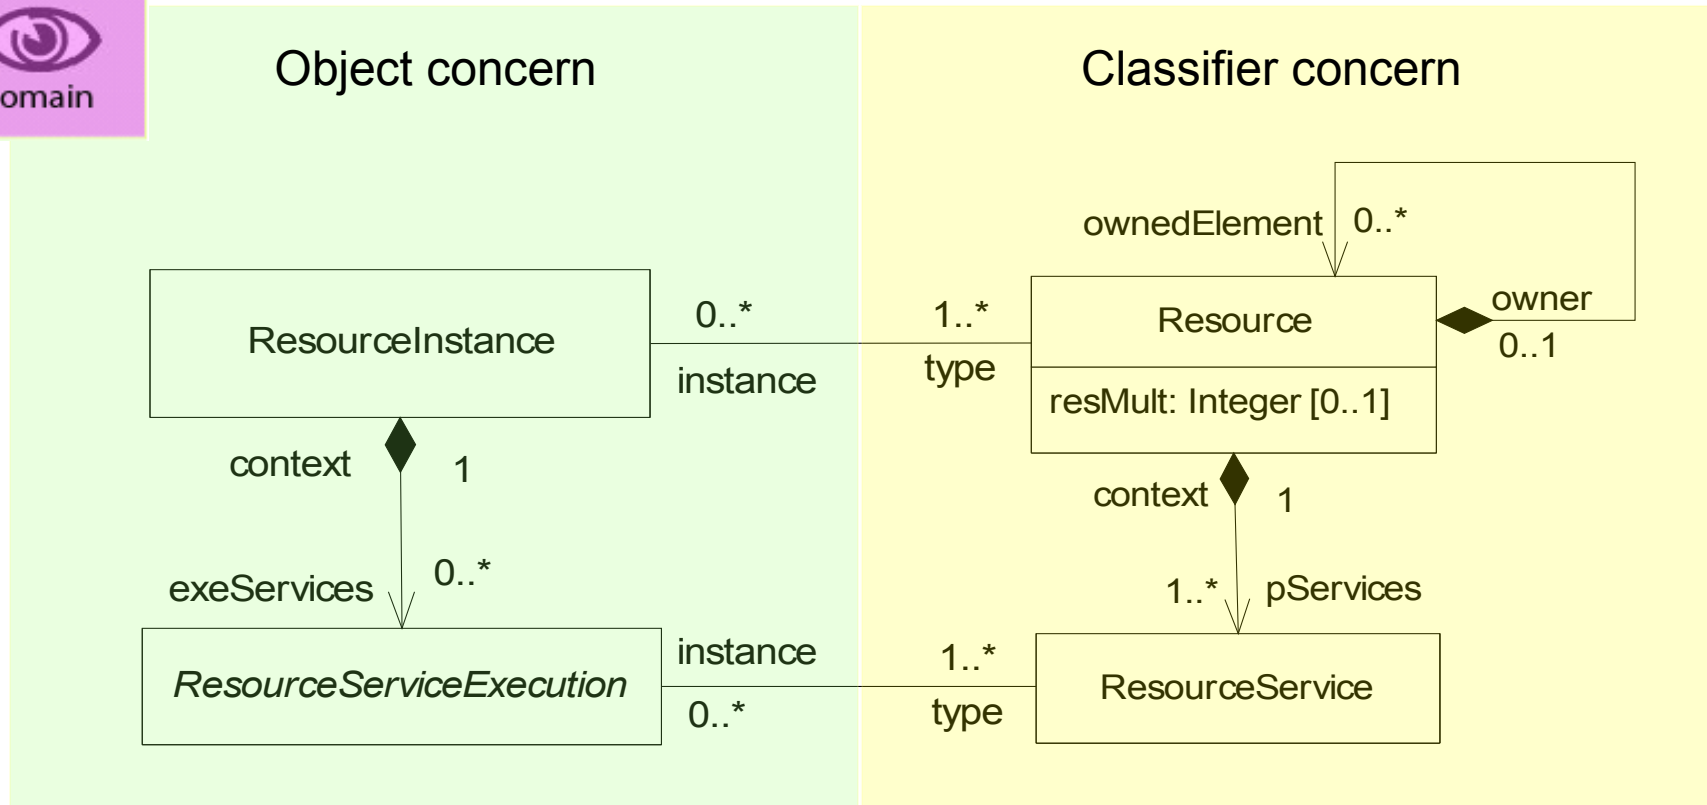 omain
Object concern
Classifier concern
ownedElement
0..*
owner
0..1
ResourceInstance
0..*
instance
1..*
type
Resource
resMult: Integer [0..1]
context
1
context
1
exeServices
0..*
1..*
pServices
ResourceServiceExecution
instance
0..*
1..*
type
ResourceService